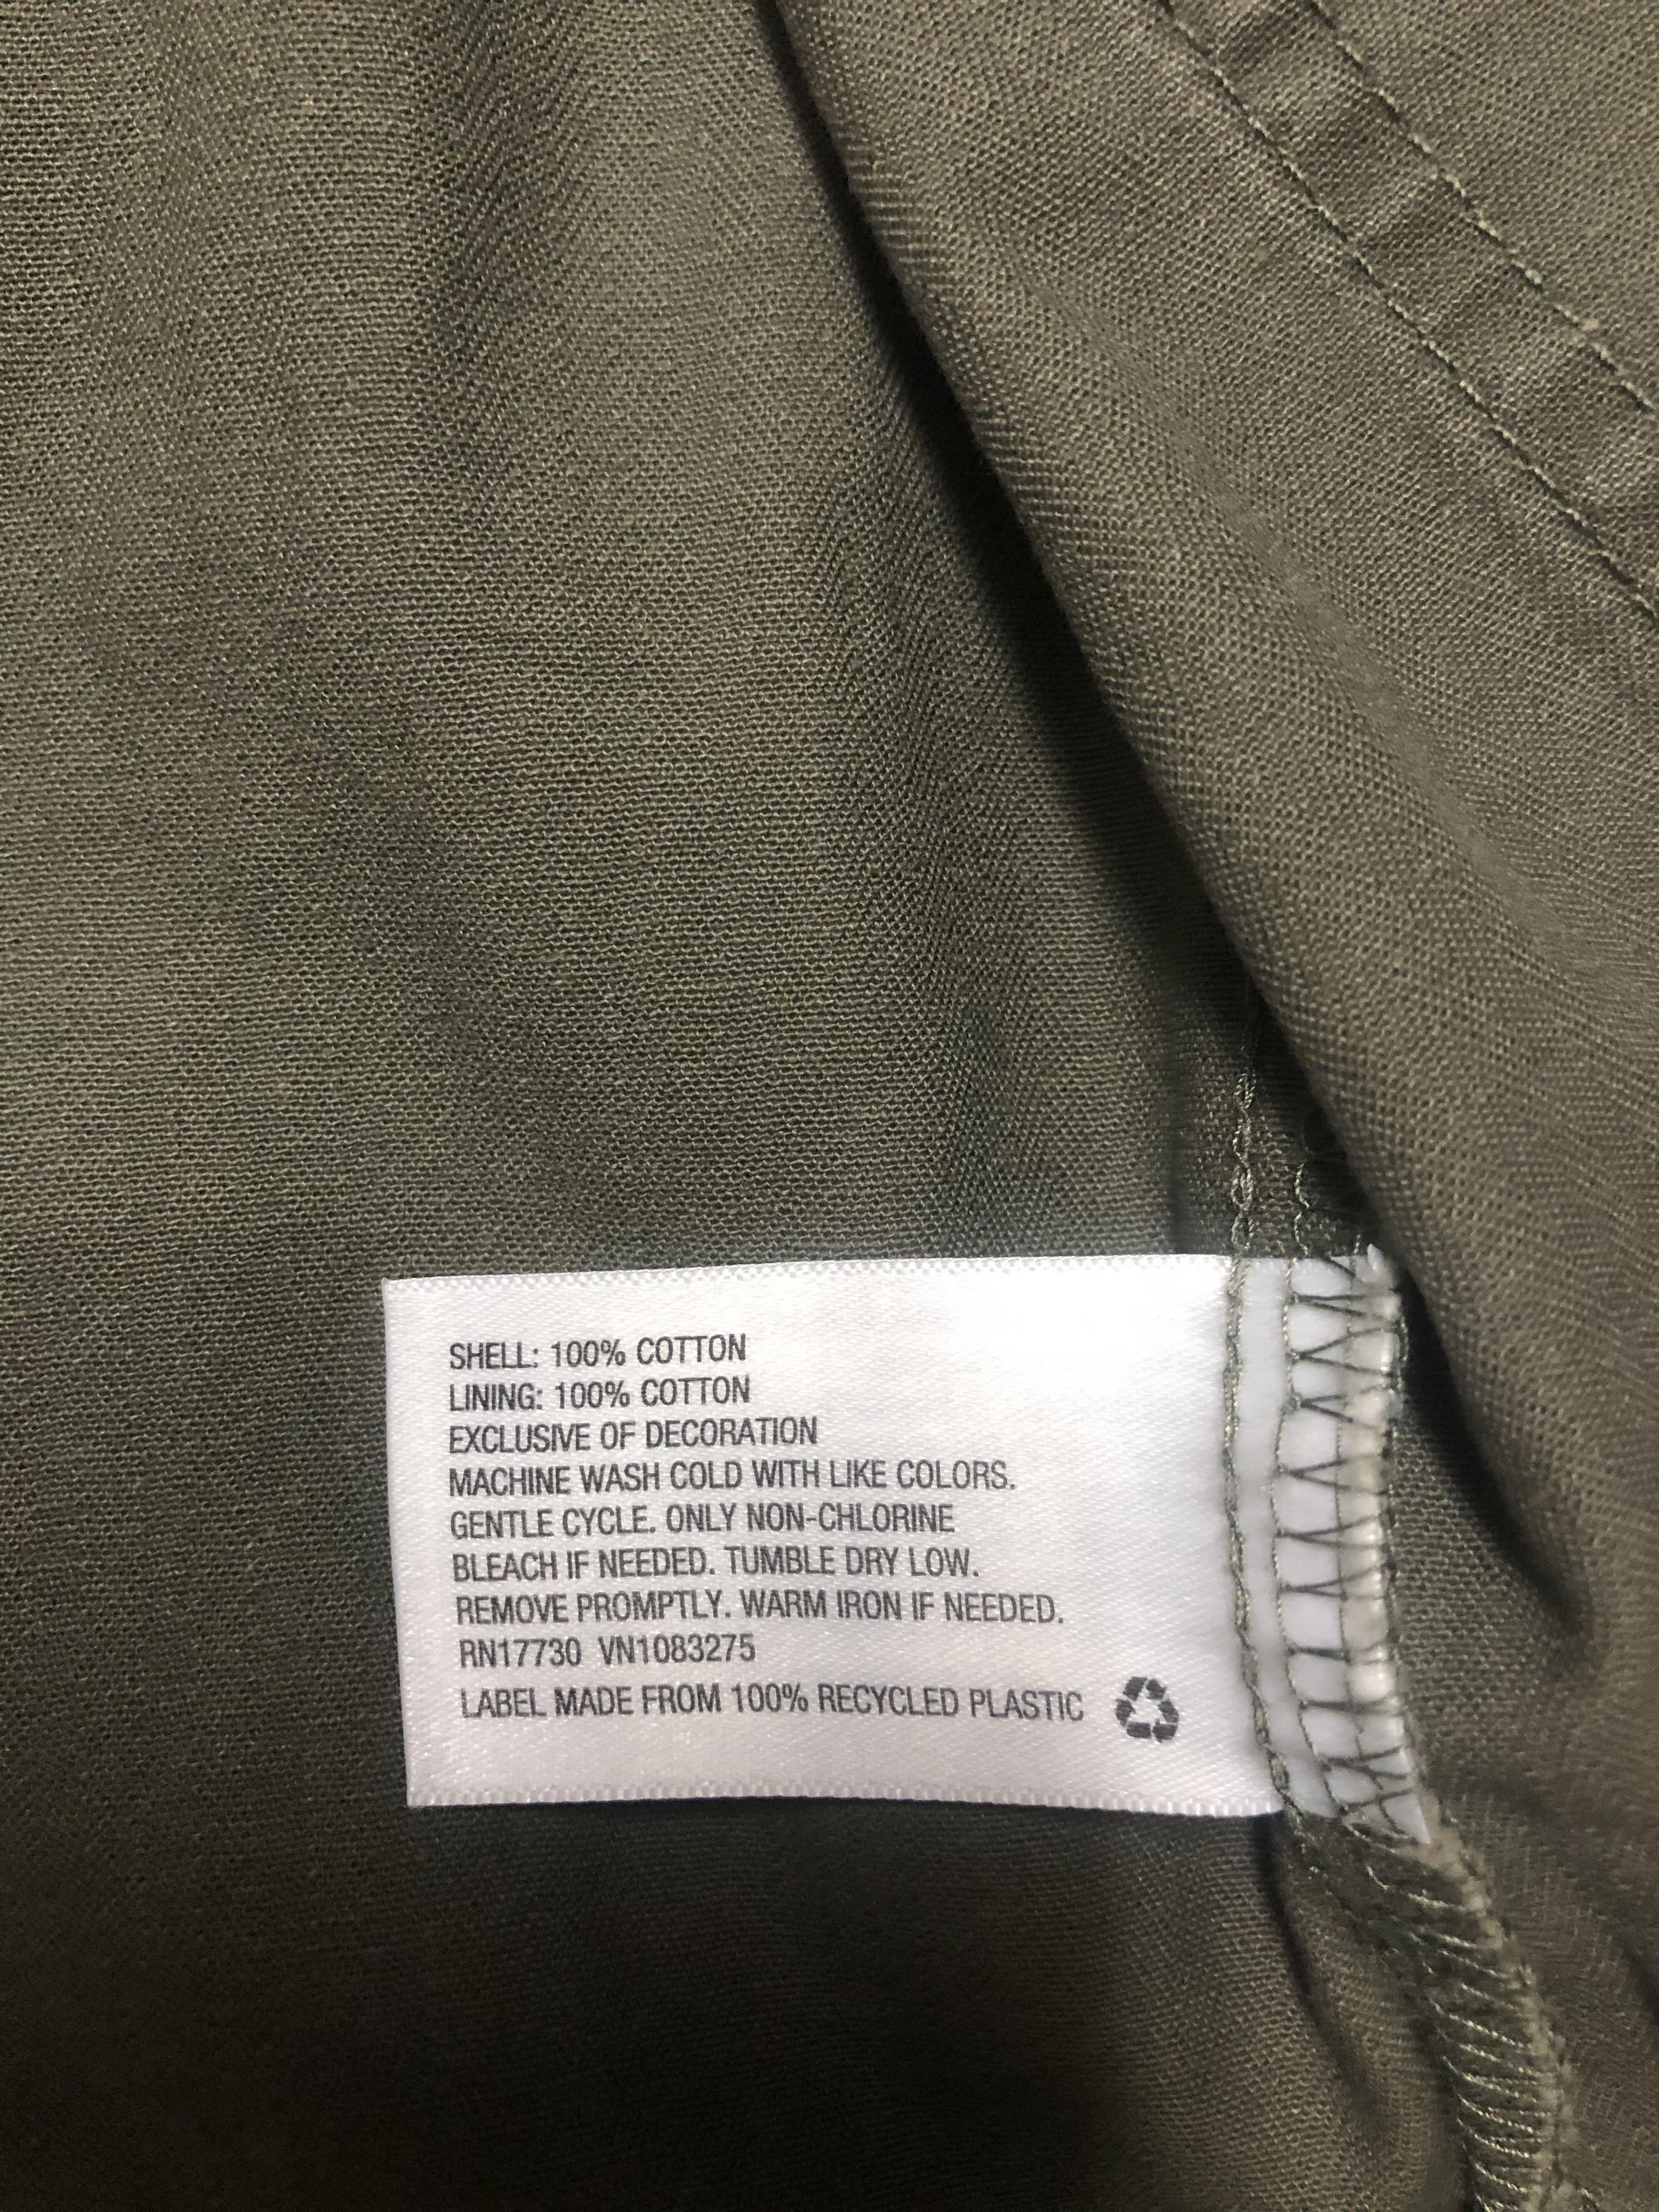 SHELL: 100% COTTON
LINING: 100% COTTON
EXCLUSIVE OF DECORATION
MACHINE WASH COLD WITH LIKE COLORS.
GENTLE CYCLE. ONLY NON-CHLORINE
BLEACH IF NEEDED. TUMBLE DRY LOW.
REMOVE PROMPTLY. WARM IRON IF NEEDED.
RN17730 VN1083275
LABEL MADE FROM 100% RECYCLED PLASTIC